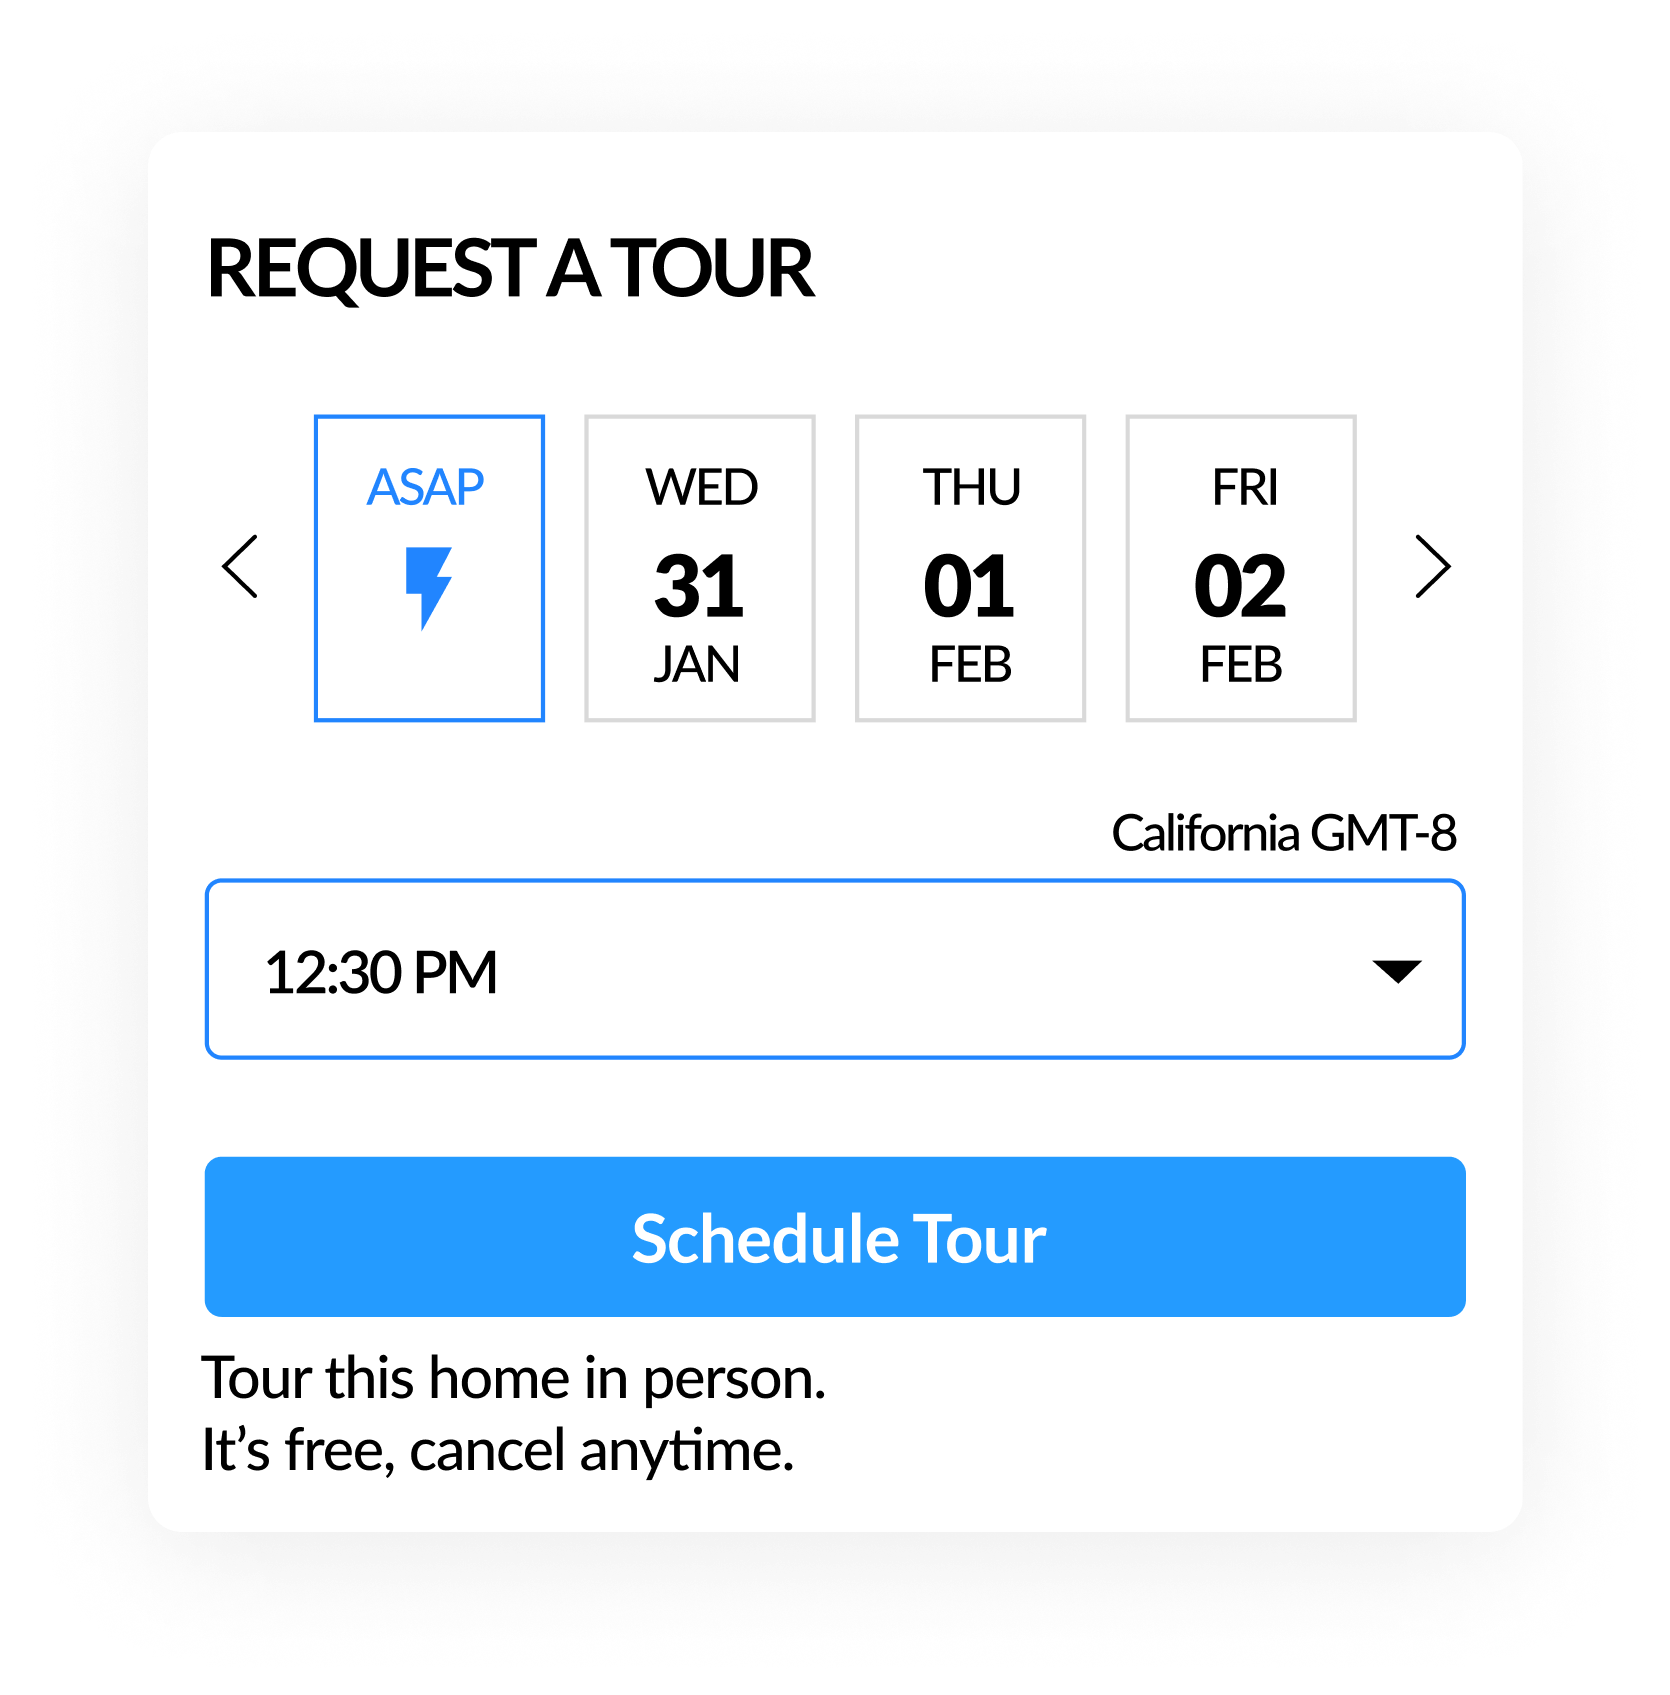 REQUEST A TOUR
ASAP
WED
31
JAN
THU
01
FEB
FRI
02
FEB
California GMT-8
12:30 PM
Schedule Tour
Tour this home in person.
It’s free, cancel anytime.